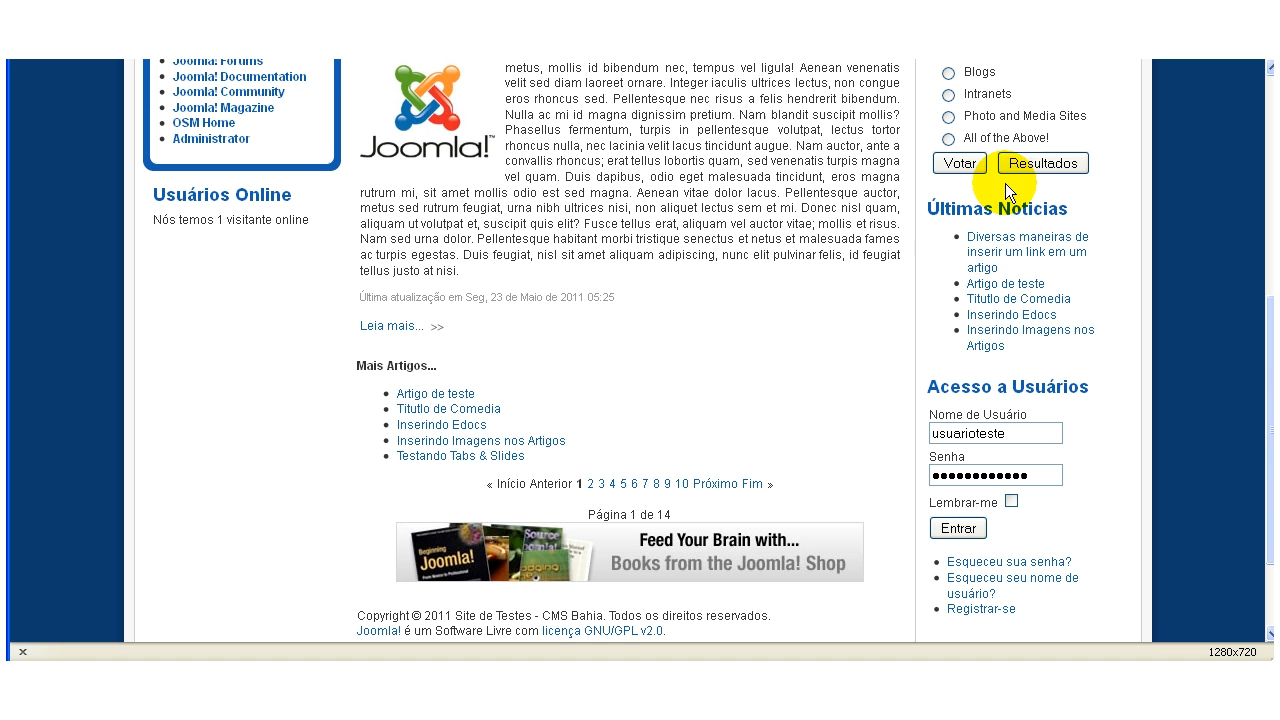 Joomla! Forums
Joomla! Documentation
Joomla! Community
Joomla! Magazine
OSM Home
Administrator
Usuários Online
Nós temos 1 visitante online
Joomla!™
metus, mollis id bibendum nec, tempus vel ligula! Aenean venenatis
velit sed diam laoreet ornare. Integer iaculis ultrices lectus, non congue
eros rhoncus sed. Pellentesque nec risus a felis hendrerit bibendum.
Nulla ac mi id magna dignissim pretium. Nam blandit suscipit mollis?
Phasellus fermentum, turpis in pellentesque volutpat, lectus tortor
rhoncus nulla, nec lacinia velit lacus tincidunt augue. Nam auctor, ante a
convallis rhoncus; erat tellus lobortis quam, sed venenatis turpis magna
vel quam. Duis dapibus, odio eget malesuada tincidunt, eros magna
rutrum mi, sit amet mollis odio est sed magna. Aenean vitae dolor lacus. Pellentesque auctor,
metus sed rutrum feugiat, urna nibh ultrices nisi, non aliquet lectus sem et mi. Donec nisl quam,
aliquam ut volutpat et, suscipit quis elit? Fusce tellus erat, aliquam vel auctor vitae; mollis et risus.
Nam sed urna dolor. Pellentesque habitant morbi tristique senectus et netus et malesuada fames
ac turpis egestas. Duis feugiat, nisl sit amet aliquam adipiscing, nunc elit pulvinar felis, id feugiat
tellus justo at nisi.
Última atualização em Seg, 23 de Maio de 2011 05:25
Leia mais... >>
Mais Artigos...
Artigo de teste
Titutlo de Comedia
Inserindo Edocs
Inserindo Imagens nos Artigos
Testando Tabs & Slides
« Início Anterior 1 2 3 4 5 6 7 8 9 10 Próximo Fim »
Página 1 de 14
Beginning
Joomla!
From Novice to Professional
Source
Feed Your Brain with...
Books from the Joomla! Shop
Copyright © 2011 Site de Testes - CMS Bahia. Todos os direitos reservados.
Joomla! é um Software Livre com licença GNU/GPL v2.0.
Blogs
Intranets
Photo and Media Sites
All of the Above!
Votar Resultados
Últimas Noticias
Diversas maneiras de
inserir um link em um
artigo
Artigo de teste
Titutlo de Comedia
Inserindo Edocs
Inserindo Imagens nos
Artigos
Acesso a Usuários
Nome de Usuário
usuarioteste
Senha
Lembrar-me
Entrar
Esqueceu sua senha?
Esqueceu seu nome de
usuário?
Registrar-se
1280x720